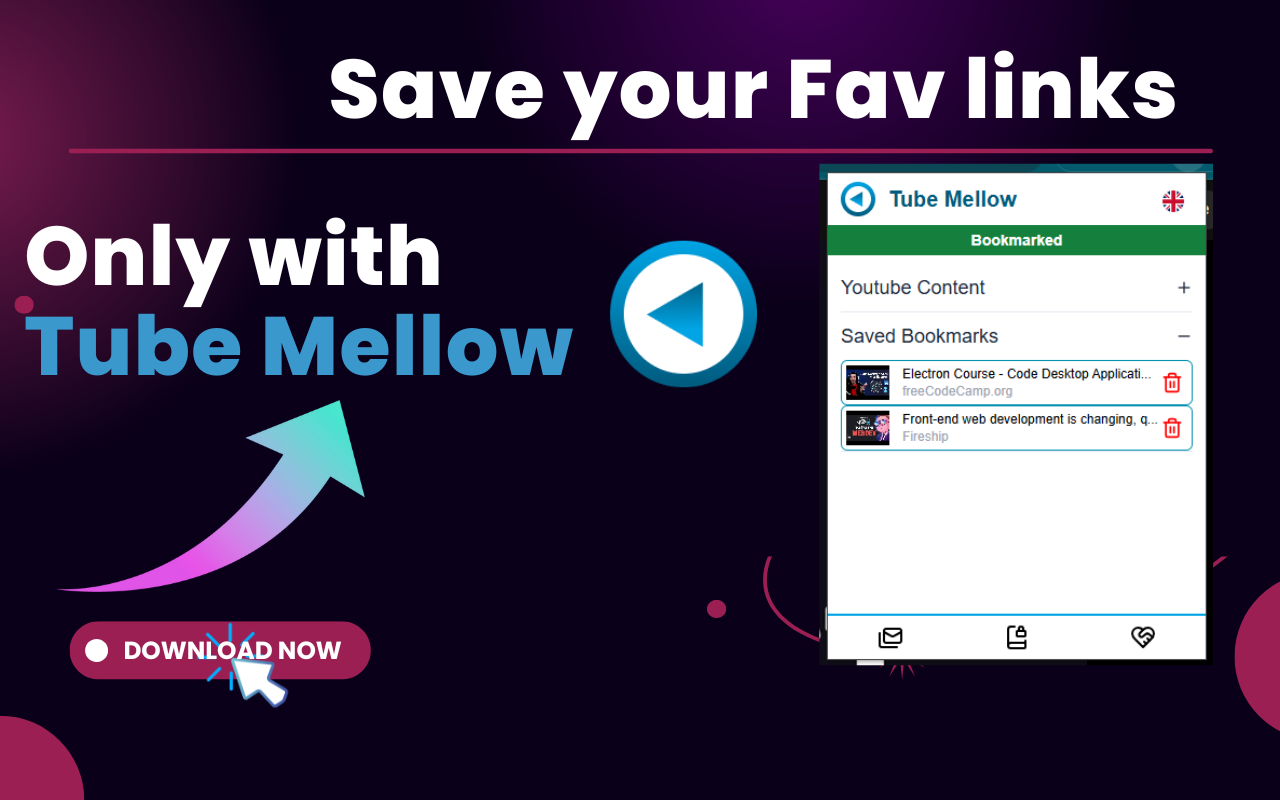 Save your Fav links
Only with
Tube Mellow
DOWNLOAD NOW
Tube Mellow
Bookmarked
Youtube Content
Saved Bookmarks
Electron Course - Code Desktop Applicati...
freeCodeCamp.org
Front-end web development is changing, q...
Fireship